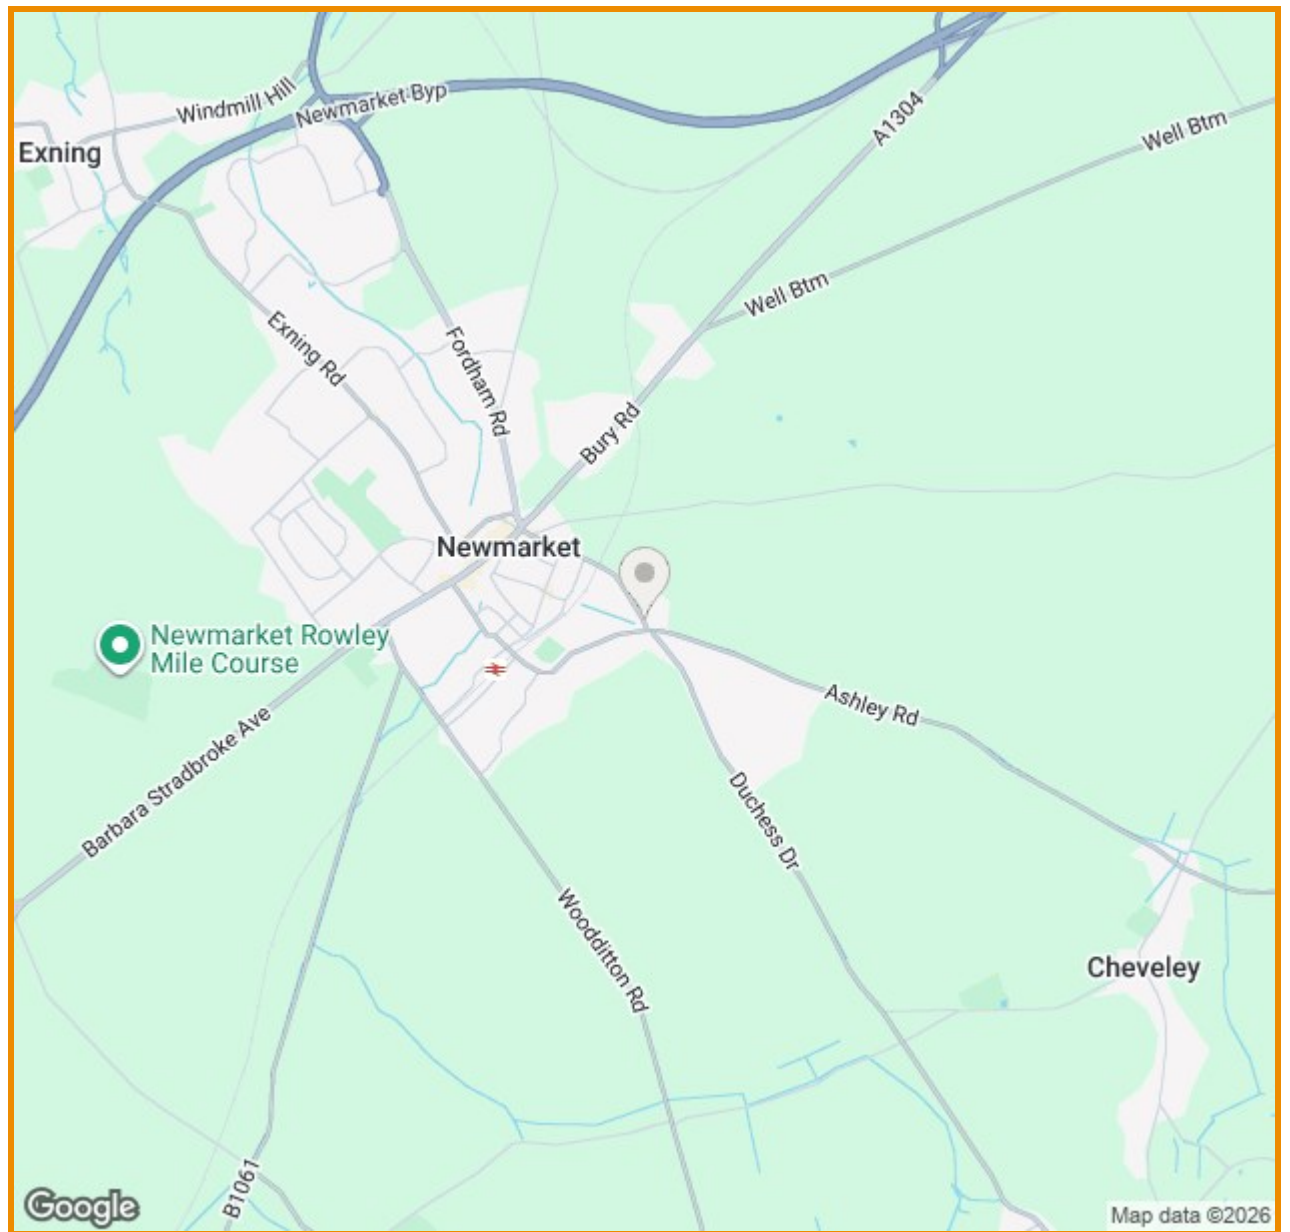 Windmill Hill
Newmarket Byp
A1304
Well Btm
Exning
Well Btm
Exning Rd
Fordham Rd
Bury Rd
Newmarket
Newmarket Rowley
Mile Course
Ashley Rd
Barbara Stradbroke Ave
Duchess Dr
Woodditton Rd
Cheveley
B1061
Google
Map data ©2026